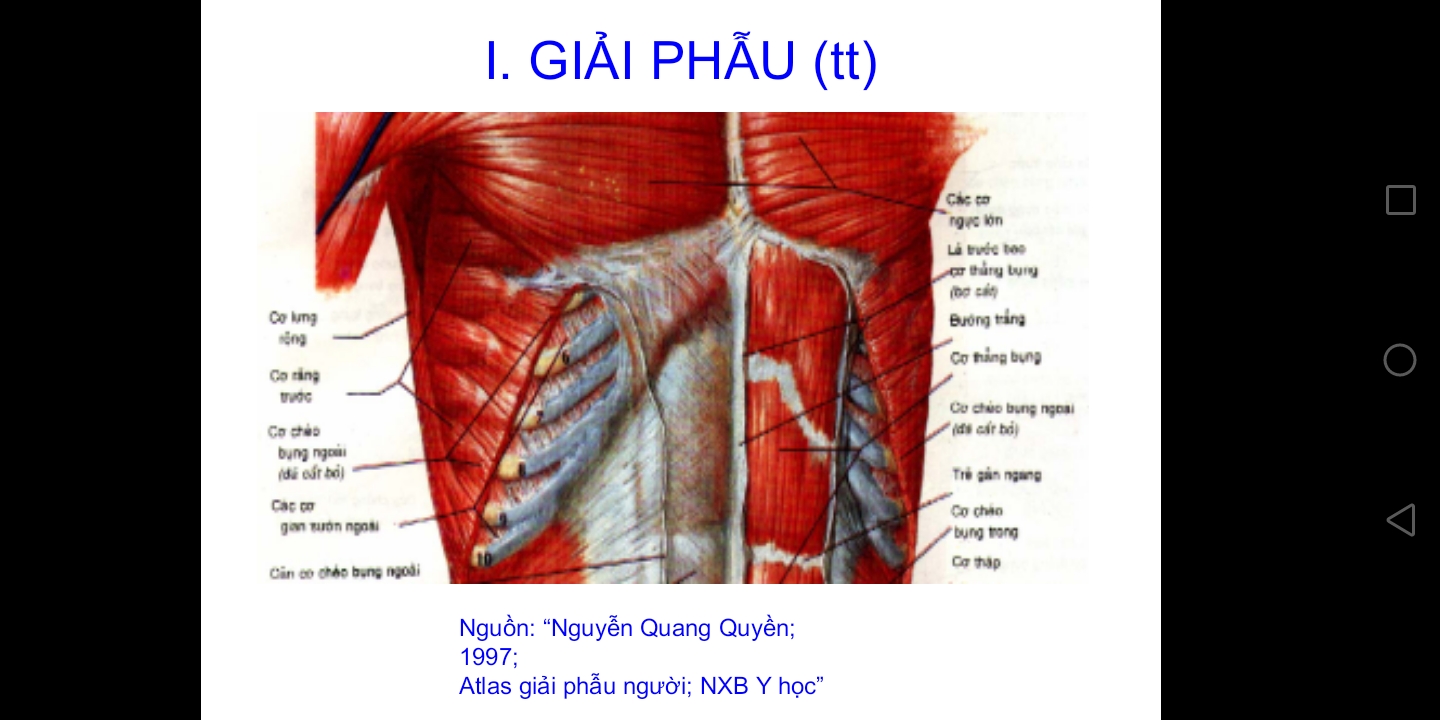 I. GIẢI PHẪU (tt)
Cơ lưng
rộng
Cơ răng
trước
Cơ chéo
bụng ngoài
(đã cắt bỏ)
Các cơ
gian sườn ngoài
Cân cơ chéo bụng ngoài
6
7
8
9
10
Các cơ
ngực lớn
Lá trước bao
cơ thẳng bụng
(bơ cắt)
Đường trắng
Cơ thẳng bụng
Cơ chéo bụng ngoài
(đã cắt bỏ)
Trẽ gân ngang
Cơ chéo
bụng trong
Cơ tháp
Nguồn: “Nguyễn Quang Quyền;
1997;
Atlas giải phẫu người; NXB Y học”